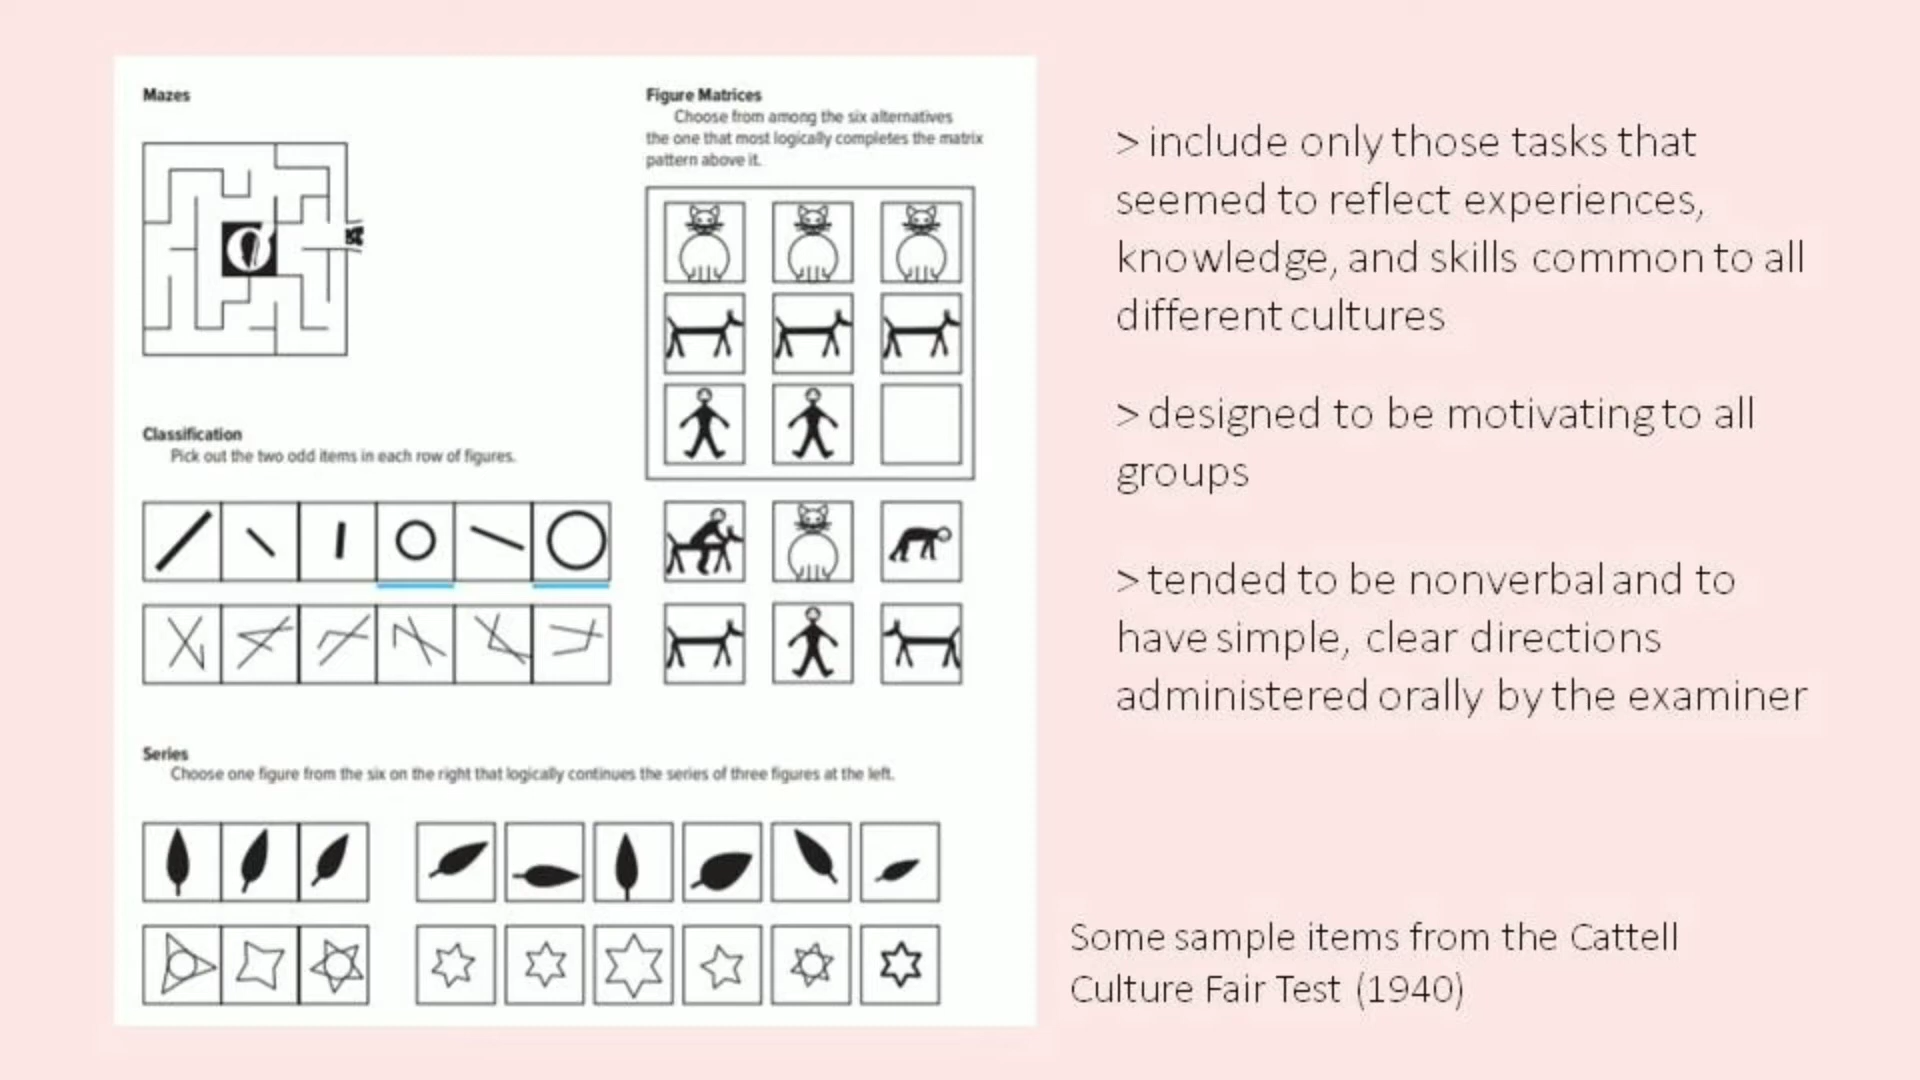 Mazes
Figure Matrices
Choose from among the six alternatives
the one that most logically completes the matrix
pattern above it.
Classification
Pick out the two odd items in each row of figures.
Series
Choose one figure from the six on the right that logically continues the series of three figures at the left.
> include only those tasks that
seemed to reflect experiences,
knowledge, and skills common to all
different cultures
> designed to be motivating to all
groups
> tended to be nonverbal and to
have simple, clear directions
administered orally by the examiner
Some sample items from the Cattell
Culture Fair Test (1940)